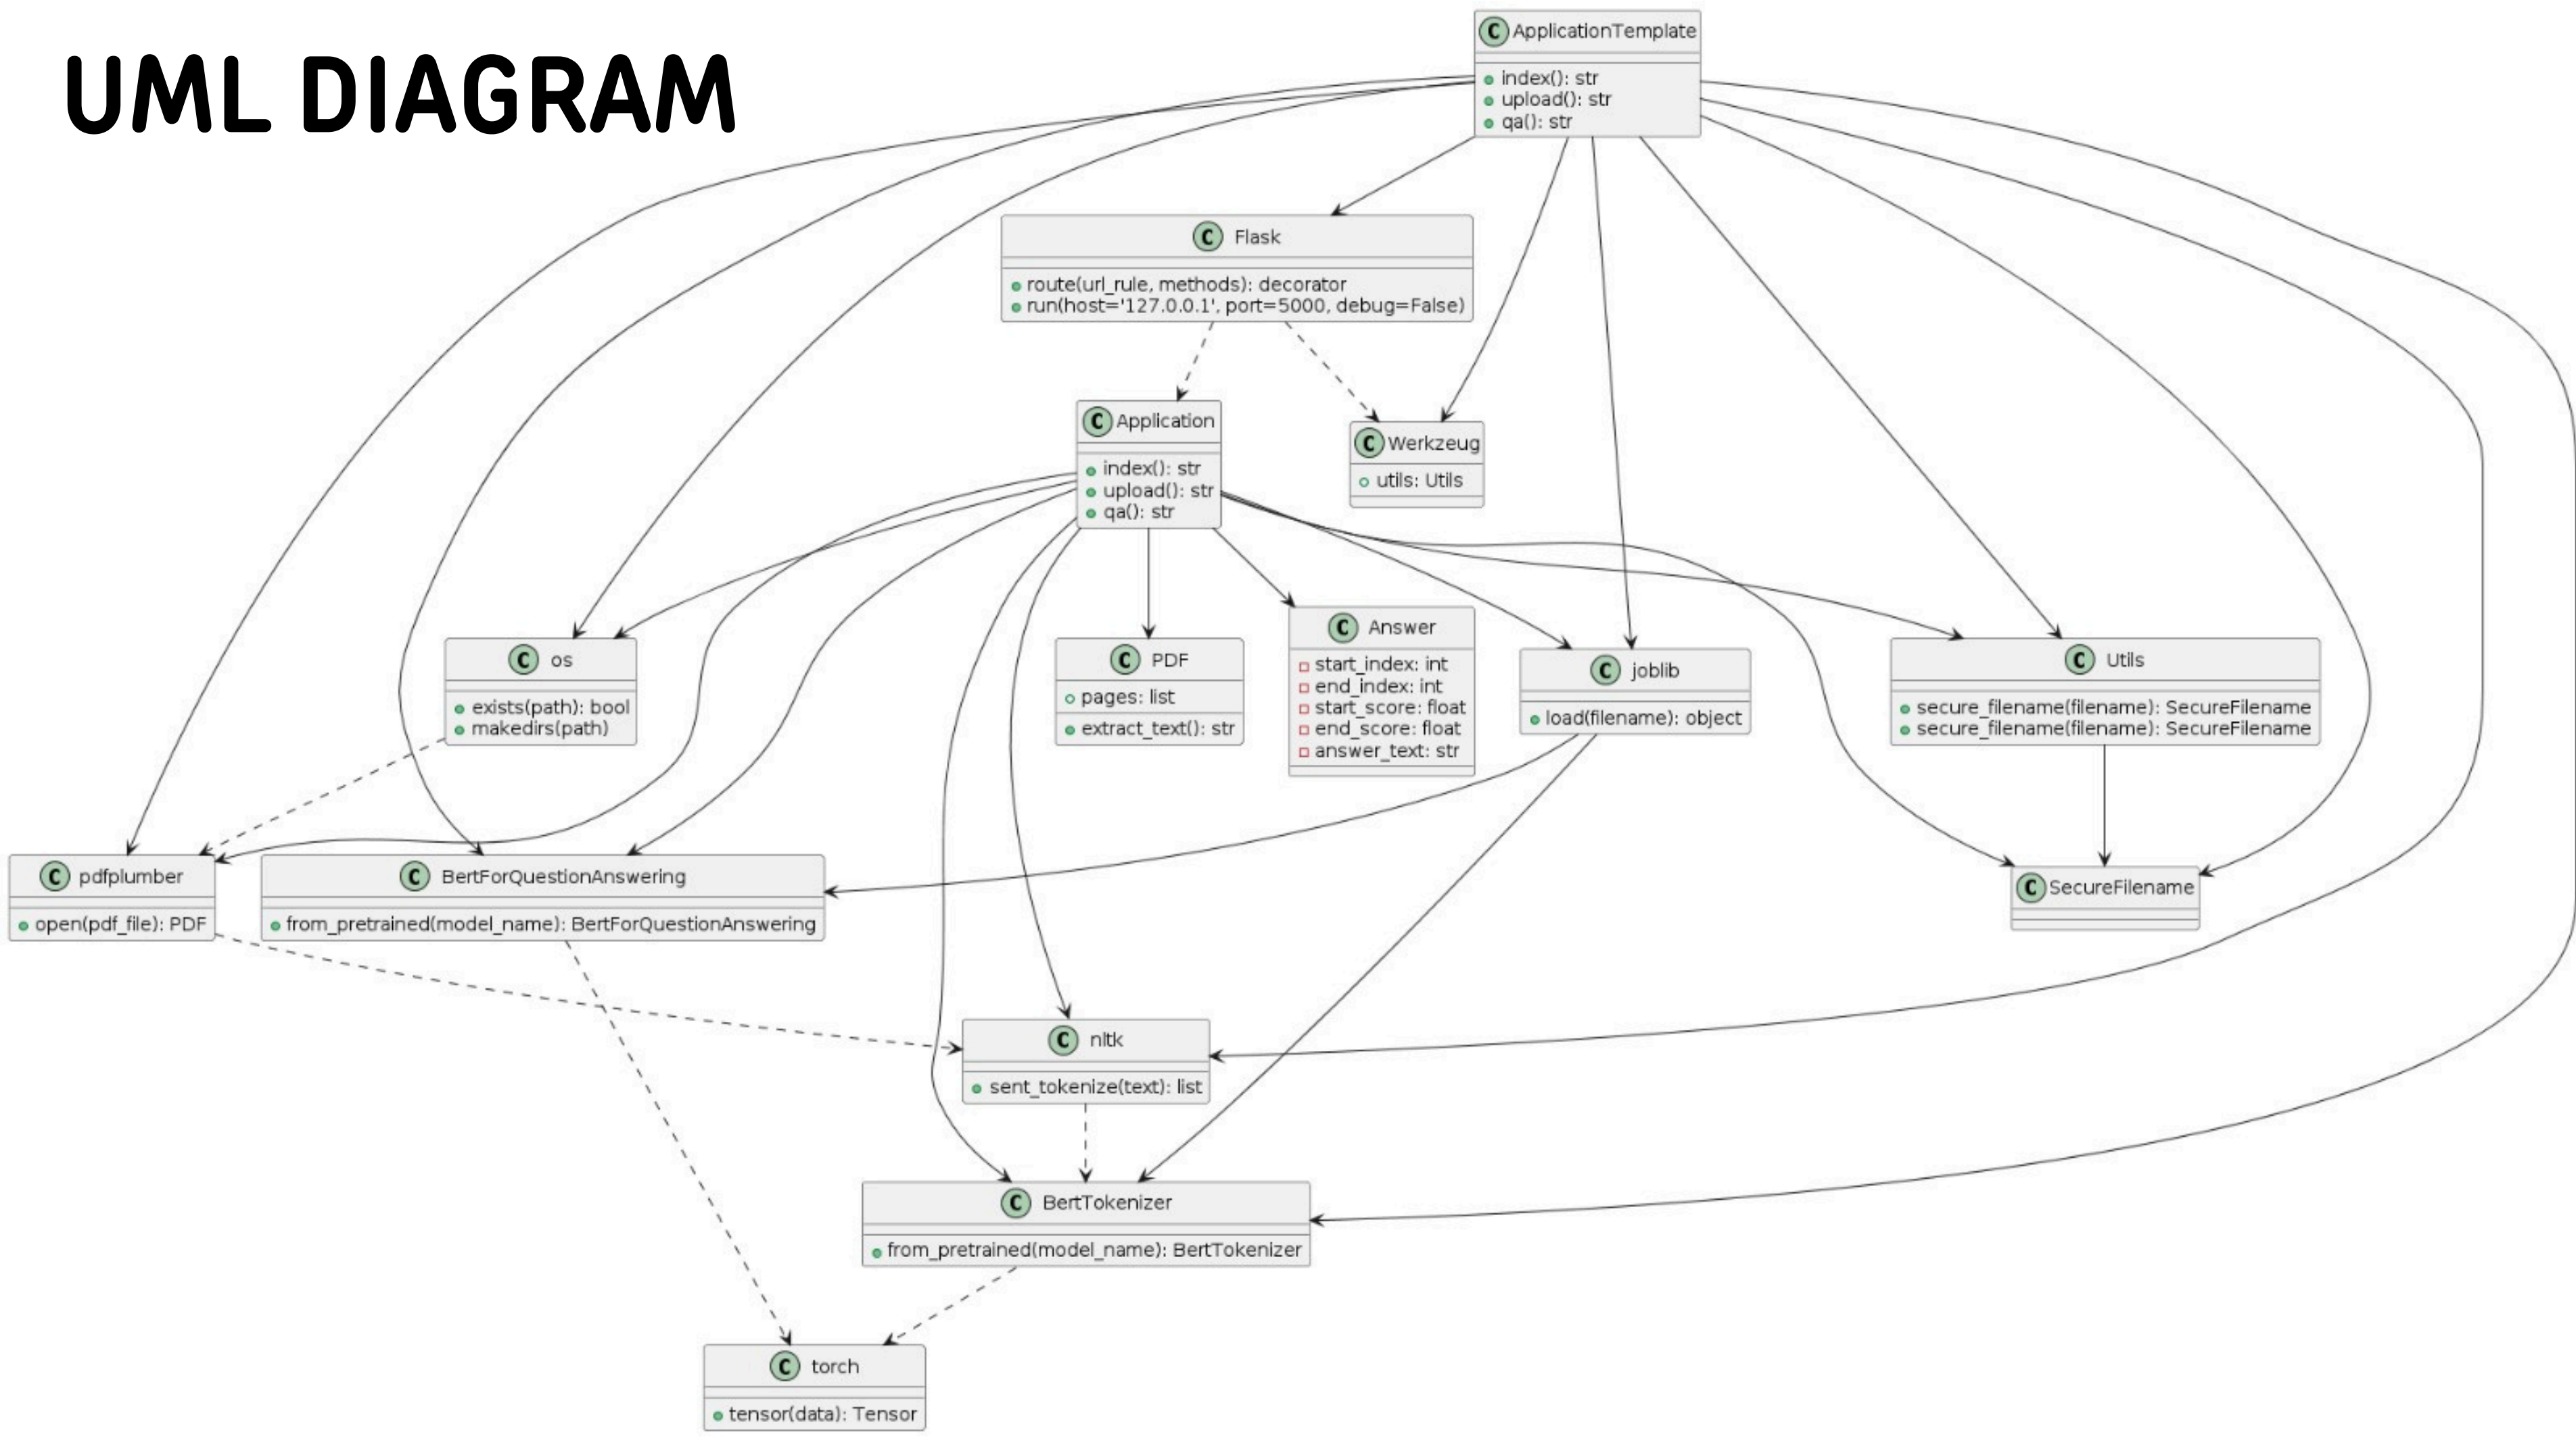 UML DIAGRAM
C ApplicationTemplate
index(): str
upload(): str
qa(): str
C Flask
route(url_rule, methods): decorator
run(host='127.0.0.1', port=5000, debug=False)
C Application
index(): str
upload(): str
qa(): str
C Werkzeug
utils: Utils
C os
exists(path): bool
makedirs(path)
C PDF
pages: list
extract_text(): str
C Answer
start_index: int
end_index: int
start_score: float
end_score: float
answer_text: str
C joblib
load(filename): object
C Utils
secure_filename(filename): SecureFilename
secure_filename(filename): SecureFilename
C pdfplumber
open(pdf_file): PDF
C BertForQuestionAnswering
from_pretrained(model_name): BertForQuestionAnswering
C SecureFilename
C nltk
sent_tokenize(text): list
C BertTokenizer
from_pretrained(model_name): BertTokenizer
C torch
tensor(data): Tensor